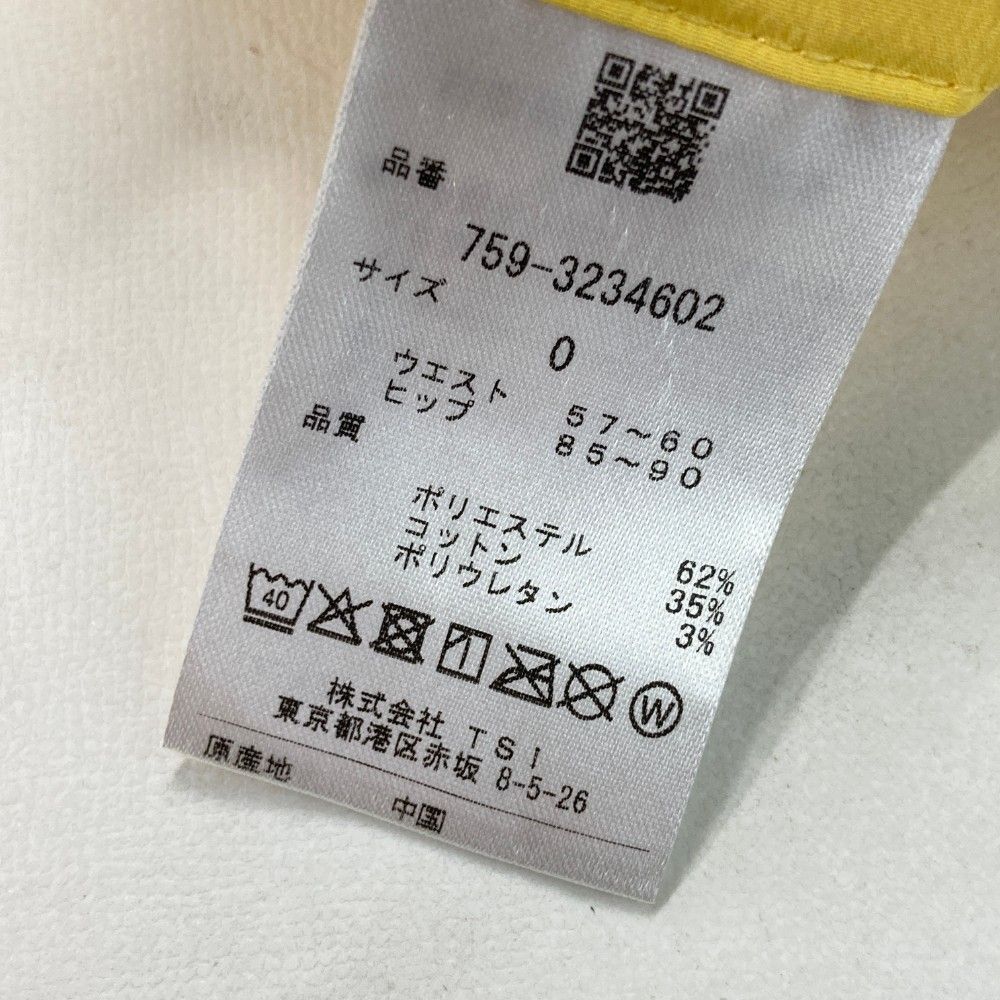 品番
759-3234602
サイズ
0
ウエスト 57～60
ヒップ 85～90
品質
ポリエステル 62%
コットン 35%
ポリウレタン 3%
40
W
株式会社 TSI
東京都港区赤坂 8-5-26
原産地
中国